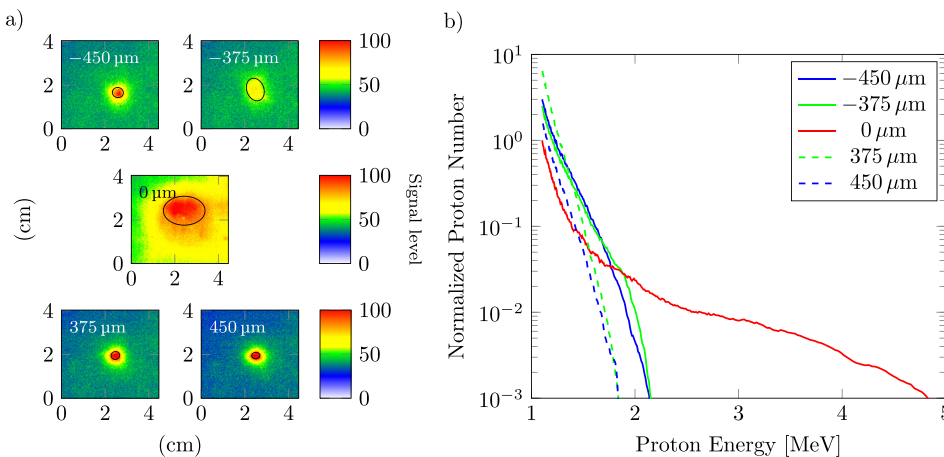 a)
b)
−450 µm
−375 µm
4
2
0
0 2 4
4
2
0
0 2 4
100
50
0
0 µm
4
2
0
0 2 4
100
50
0
Signal level
(cm)
375 µm
450 µm
4
2
0
0 2 4
0 2 4
100
50
0
(cm)
Normalized Proton Number
10^1
10^0
10^−1
10^−2
10^−3
−450 µm
−375 µm
0 µm
375 µm
450 µm
1 2 3 4 5
Proton Energy [MeV]